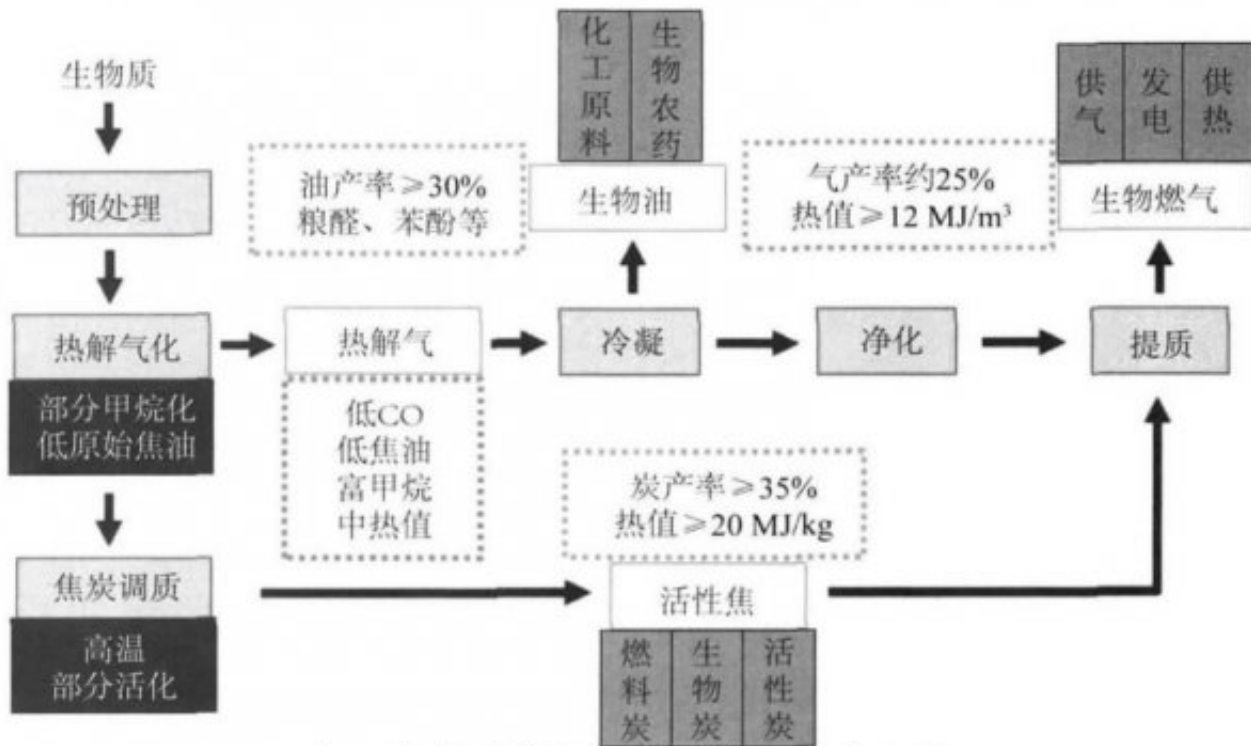 生物质
预处理
热解气化
部分甲烷化
低原始焦油
焦炭调质
高温
部分活化
油产率≥30%
粮醛、苯酚等
热解气
低CO
低焦油
富甲烷
中热值
化工原料
生物农药
生物油
冷凝
气产率约25%
热值≥12 MJ/m³
净化
供气
发电
供热
生物燃气
提质
炭产率≥35%
热值≥20 MJ/kg
活性焦
燃料炭
生物炭
活性炭